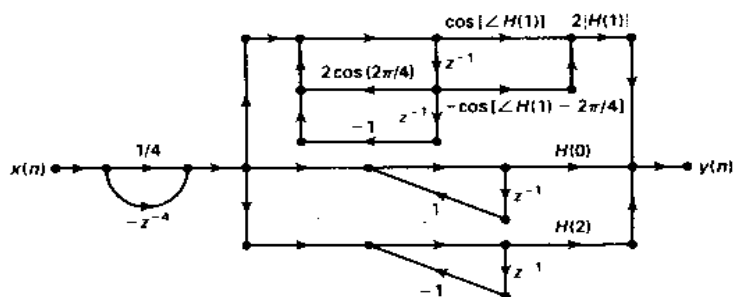 cos [∠H(1)] 2|H(1)|
z⁻¹
2 cos (2π/4)
-cos[∠H(1) - 2π/4]
z⁻¹
-1
1/4
H(0)
x(n)
y(n)
-z⁻⁴
z⁻¹
1
H(2)
z⁻¹
-1